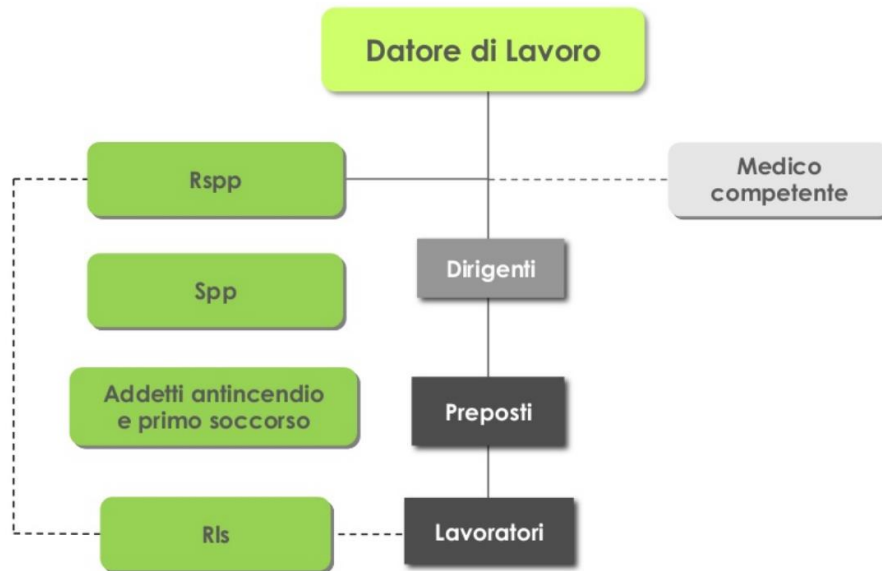 Datore di Lavoro
Rspp
Medico
competente
Dirigenti
Spp
Addetti antincendio
e primo soccorso
Preposti
Rls
Lavoratori